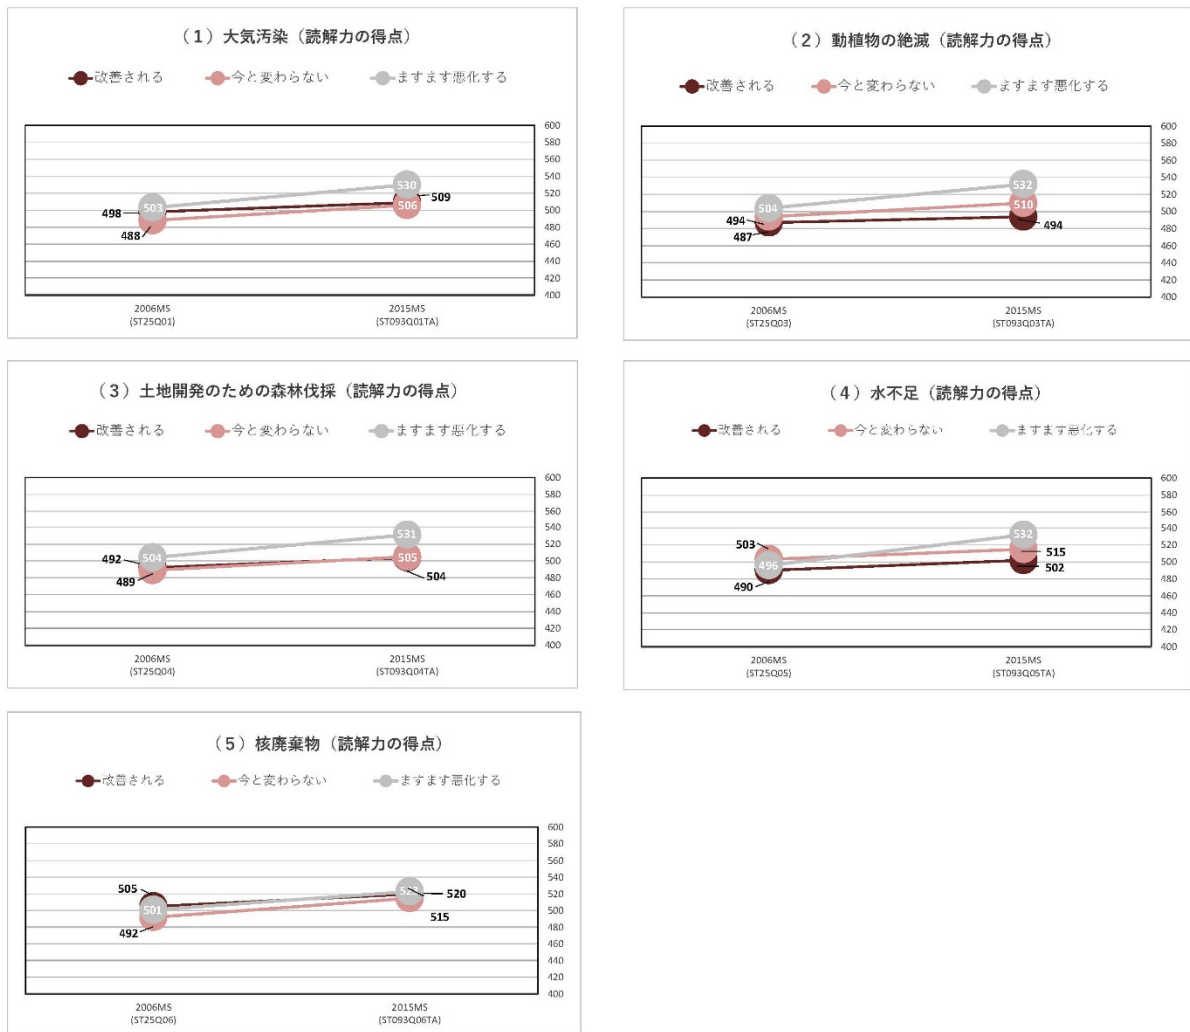 (1)大気汚染(読解力の得点)
改善される 今と変わらない ますます悪化する
600
580
560
540
520
500
480
460
440
420
400
498
503
488
530
509
506
2006MS
(ST25Q01)
2015MS
(ST093Q01TA)
(2)動植物の絶滅(読解力の得点)
改善される 今と変わらない ますます悪化する
600
580
560
540
520
500
480
460
440
420
400
504
494
487
532
510
494
2006MS
(ST25Q03)
2015MS
(ST093Q03TA)
(3)土地開発のための森林伐採(読解力の得点)
改善される 今と変わらない ますます悪化する
600
580
560
540
520
500
480
460
440
420
400
492
504
489
531
505
504
2006MS
(ST25Q04)
2015MS
(ST093Q04TA)
(4)水不足(読解力の得点)
改善される 今と変わらない ますます悪化する
600
580
560
540
520
500
480
460
440
420
400
503
496
490
532
515
502
2006MS
(ST25Q05)
2015MS
(ST093Q05TA)
(5)核廃棄物(読解力の得点)
改善される 今と変わらない ますます悪化する
600
580
560
540
520
500
480
460
440
420
400
505
501
492
520
515
2006MS
(ST25Q06)
2015MS
(ST093Q06TA)